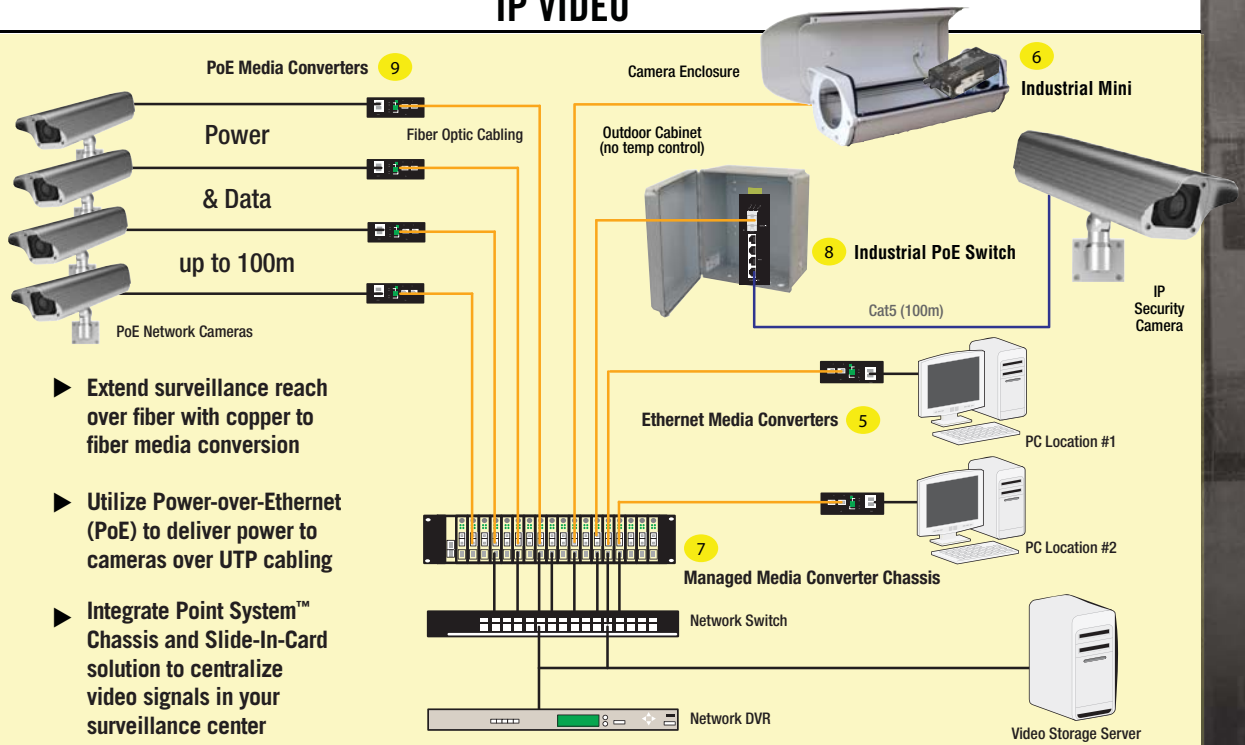 IP VIDEO
PoE Media Converters 9
Camera Enclosure
6
Industrial Mini
Power
Fiber Optic Cabling
Outdoor Cabinet
(no temp control)
& Data
up to 100m
8 Industrial PoE Switch
Cat5 (100m)
IP
Security
Camera
PoE Network Cameras
▶ Extend surveillance reach
over fiber with copper to
fiber media conversion
Ethernet Media Converters 5
PC Location #1
▶ Utilize Power-over-Ethernet
(PoE) to deliver power to
cameras over UTP cabling
7
Managed Media Converter Chassis
PC Location #2
▶ Integrate Point System™
Chassis and Slide-In-Card
solution to centralize
video signals in your
surveillance center
Network Switch
Network DVR
Video Storage Server